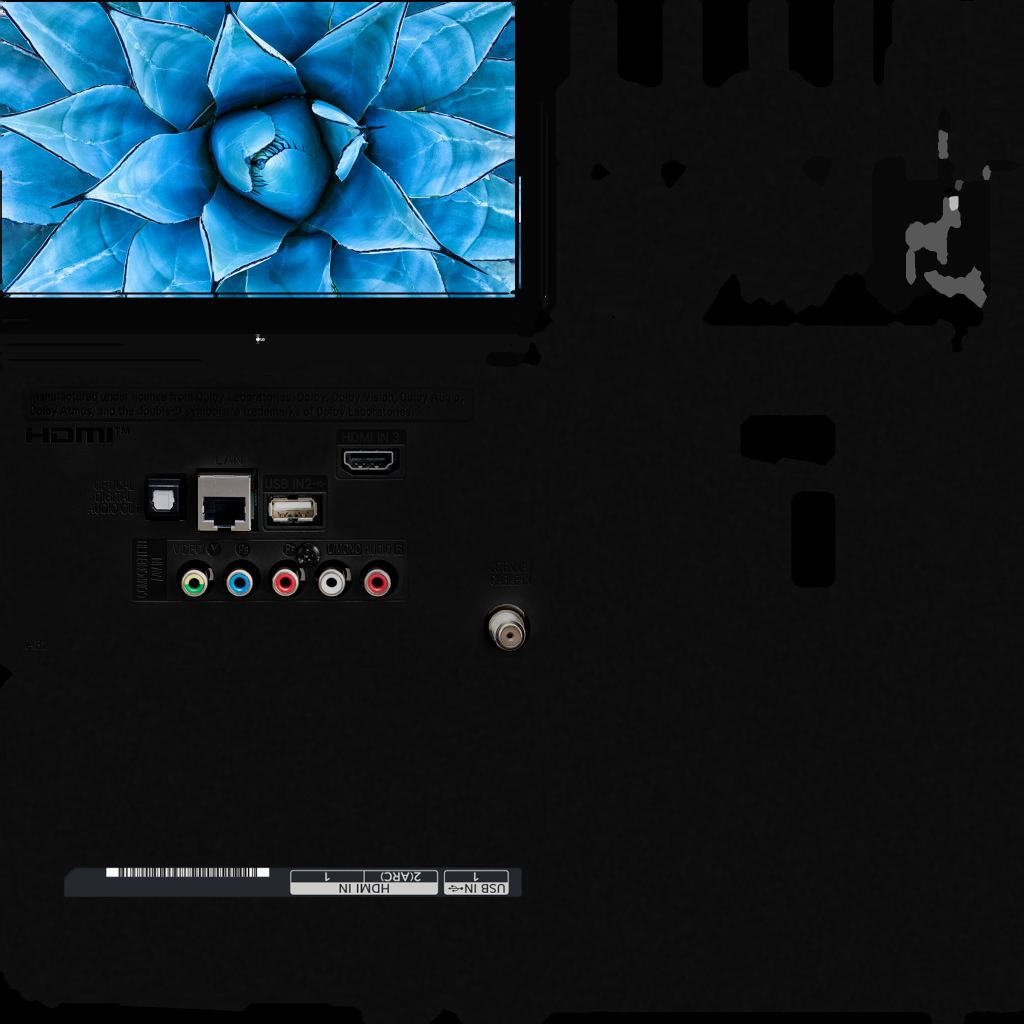 Manufactured under license from Dolby Laboratories. Dolby, Dolby Vision, Dolby Audio,
Dolby Atmos, and the double-D symbol are trademarks of Dolby Laboratories.
HDMI™
HDMI IN 3
LAN
USB IN2
OPTICAL
DIGITAL
AUDIO OUT
VIDEO Y PB PR L/MONO AUDIO R
COMPONENT IN
/AV IN
CABLE IN
HDMI IN
1
2(ARC)
USB IN
1